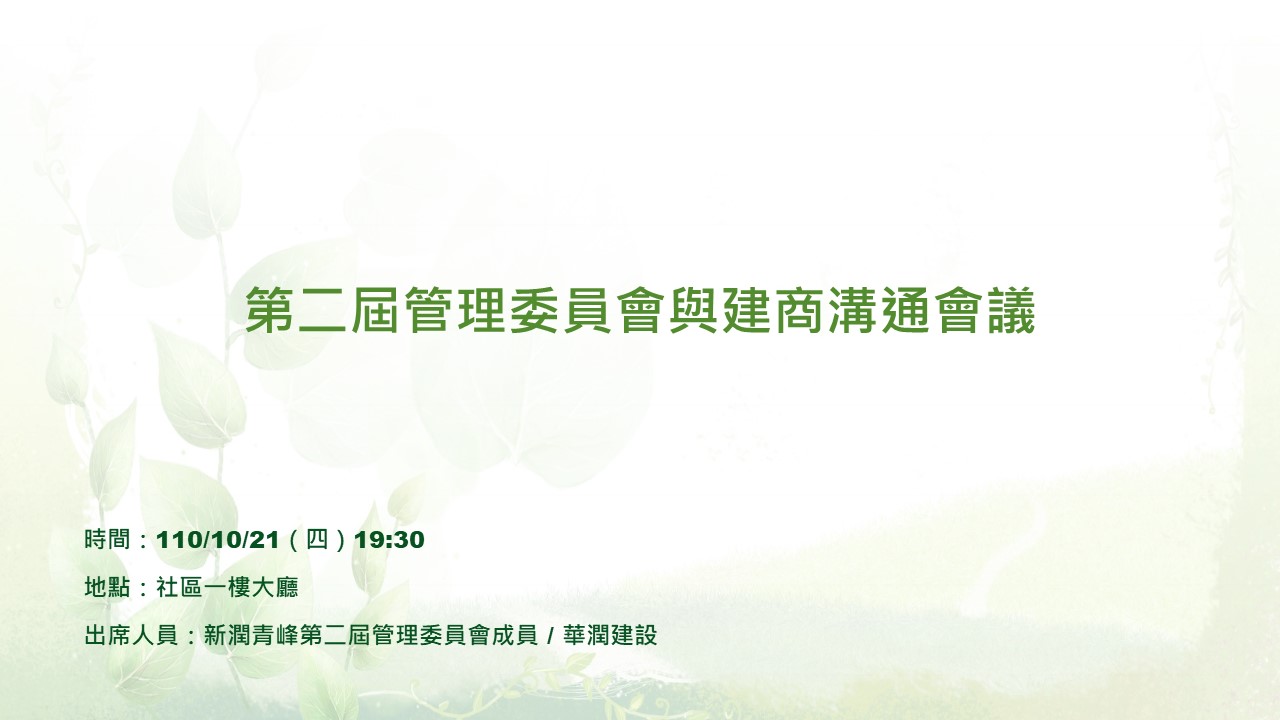 第二屆管理委員會與建商溝通會議
時間：110/10/21（四）19:30
地點：社區一樓大廳
出席人員：新潤青峰第二屆管理委員會成員 / 華潤建設